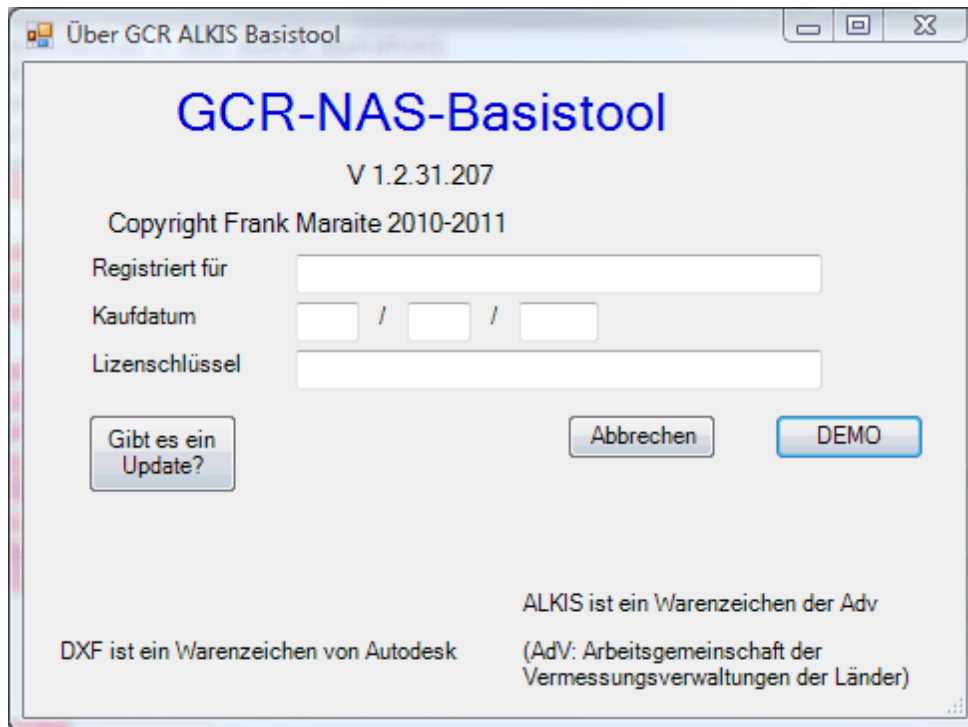 Über GCR ALKIS Basistool
GCR-NAS-Basistool
V 1.2.31.207
Copyright Frank Maraite 2010-2011
Registriert für
Kaufdatum / /
Lizenschlüssel
Gibt es ein
Update?
Abbrechen
DEMO
ALKIS ist ein Warenzeichen der Adv
DXF ist ein Warenzeichen von Autodesk
(AdV: Arbeitsgemeinschaft der
Vermessungsverwaltungen der Länder)